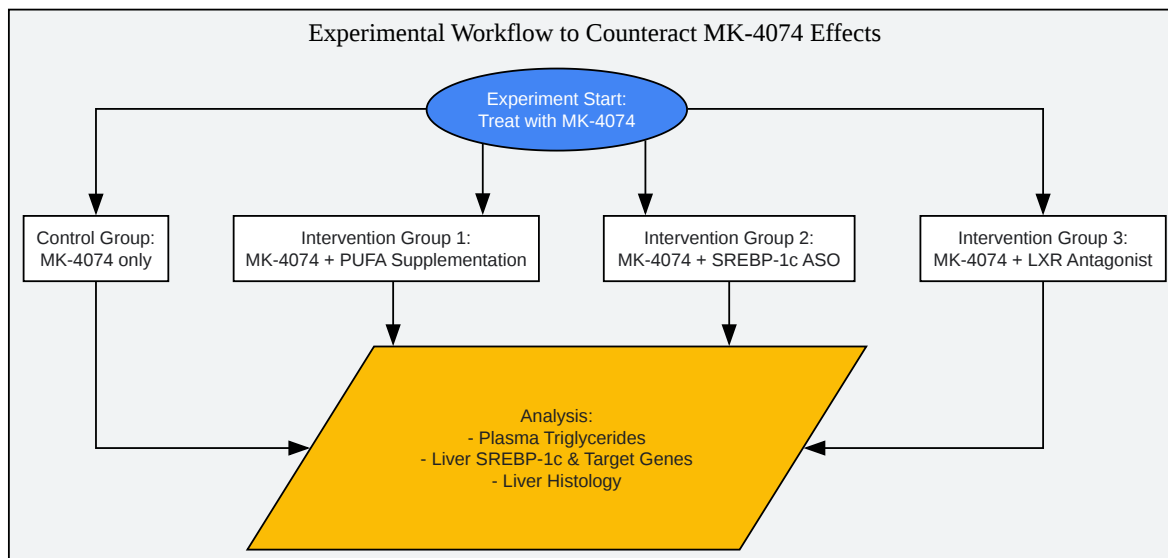 Experimental Workflow to Counteract MK-4074 Effects
Experiment Start:
Treat with MK-4074
Control Group:
MK-4074 only
Intervention Group 1:
MK-4074 + PUFA Supplementation
Intervention Group 2:
MK-4074 + SREBP-1c ASO
Intervention Group 3:
MK-4074 + LXR Antagonist
Analysis:
- Plasma Triglycerides
- Liver SREBP-1c & Target Genes
- Liver Histology